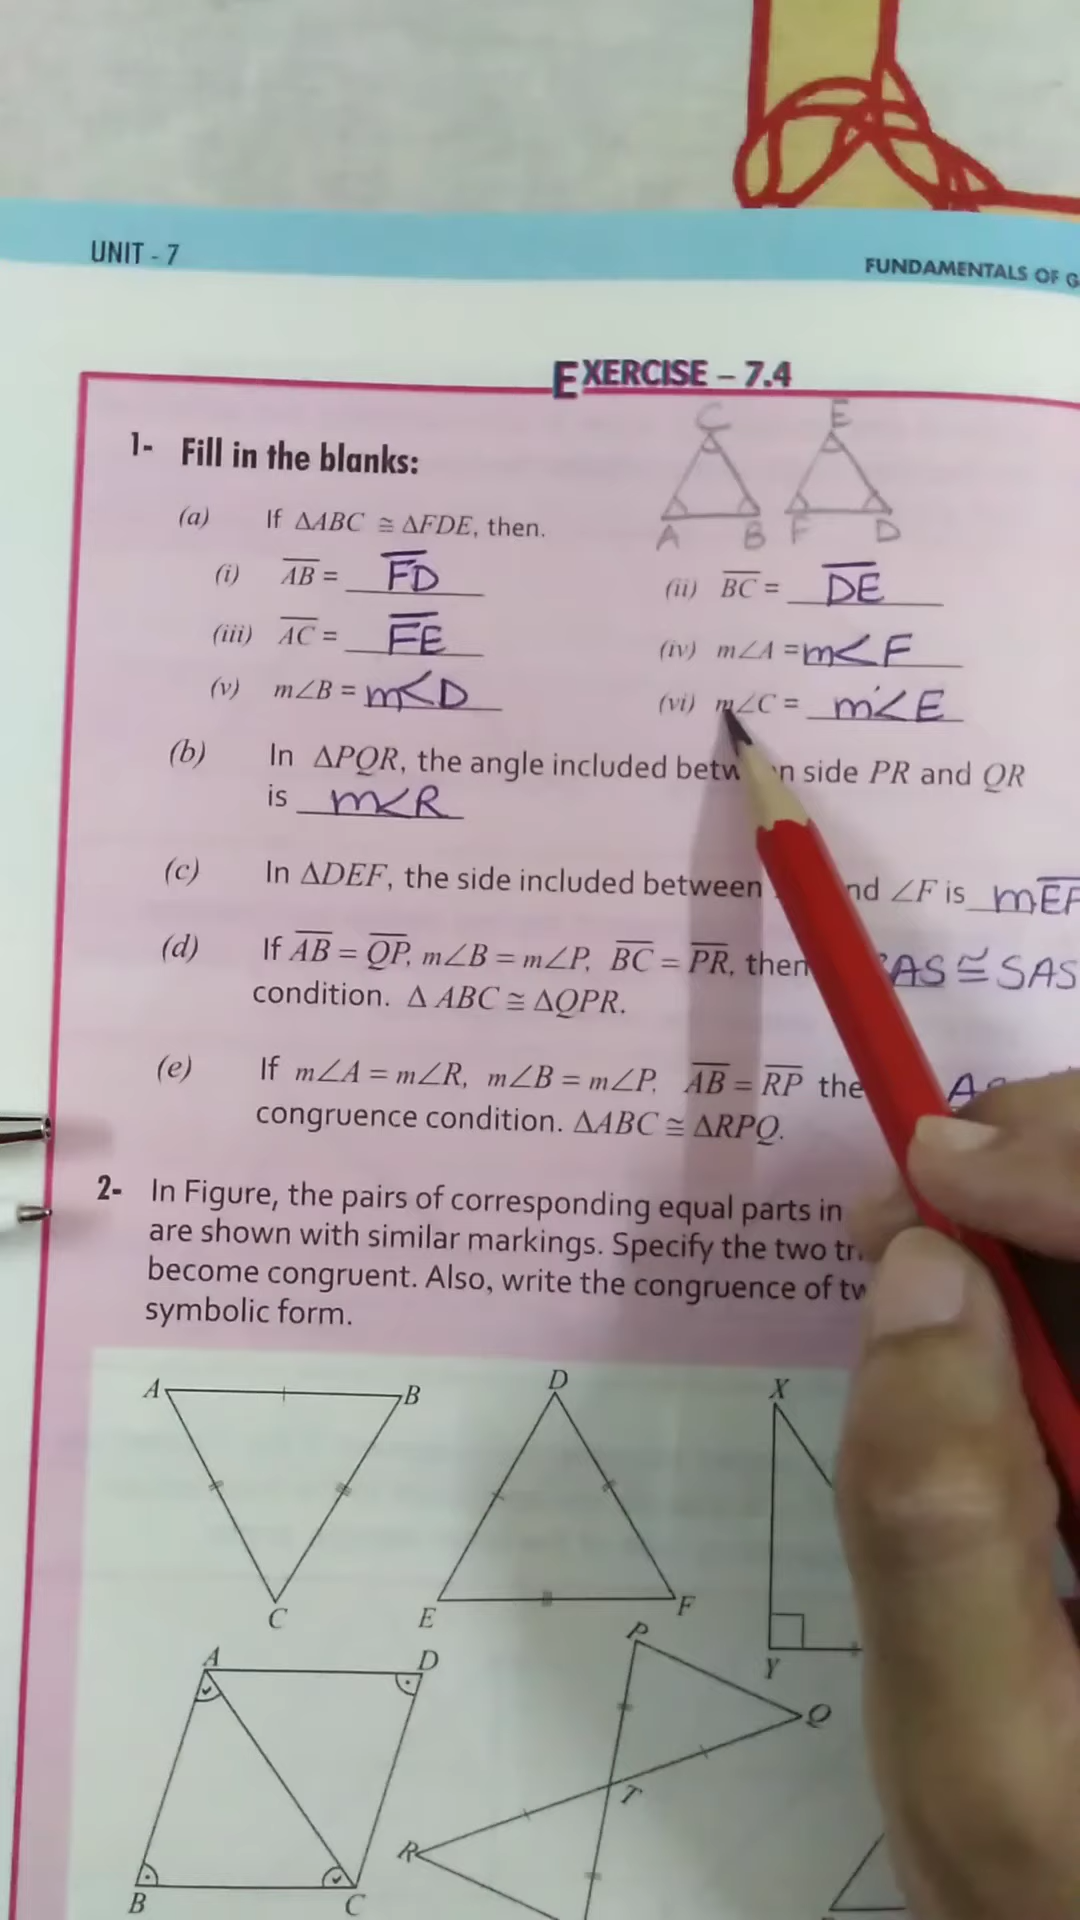 UNIT - 7
FUNDAMENTALS OF G
EXERCISE – 7.4
C E
1- Fill in the blanks:
A B F D
(a) If ΔABC ≅ ΔFDE, then.
(i) AB = FD (ii) BC = DE
(iii) AC = FE (iv) m∠A = m∠F
(v) m∠B = m∠D (vi) m∠C = m∠E
(b) In ΔPQR, the angle included betw n side PR and QR
is m∠R
(c) In ΔDEF, the side included between nd ∠F is mEF
(d) If AB = QP, m∠B = m∠P, BC = PR, then AS ≅ SAS
condition. Δ ABC ≅ ΔQPR.
(e) If m∠A = m∠R, m∠B = m∠P, AB = RP the
congruence condition. ΔABC ≅ ΔRPQ.
2- In Figure, the pairs of corresponding equal parts in
are shown with similar markings. Specify the two tr
become congruent. Also, write the congruence of tw
symbolic form.
A B D X
C E F
Y
A D P
Q
T
R
B C